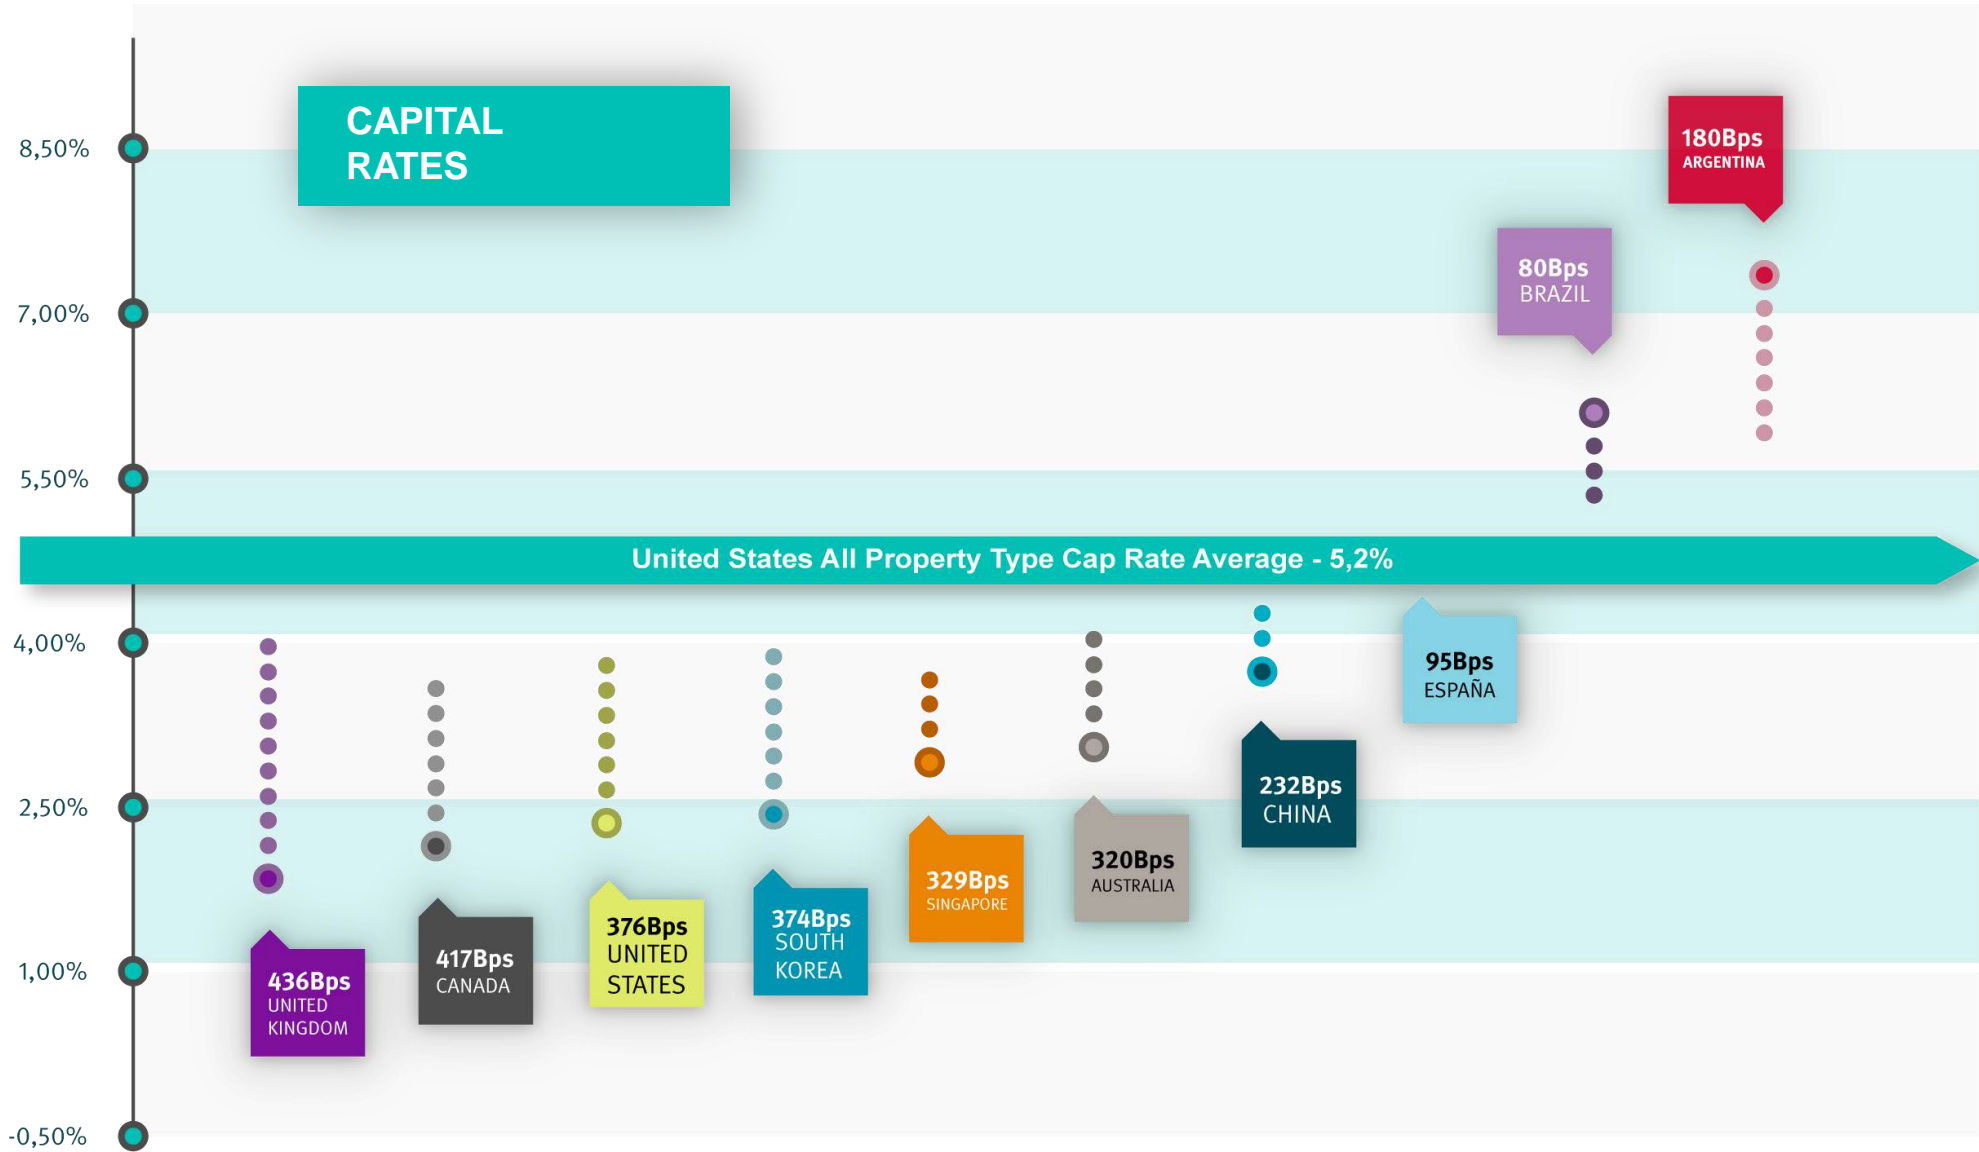 CAPITAL
RATES
8,50%
7,00%
5,50%
4,00%
2,50%
1,00%
-0,50%
180Bps
ARGENTINA
80Bps
BRAZIL
United States All Property Type Cap Rate Average - 5,2%
95Bps
ESPAÑA
232Bps
CHINA
320Bps
AUSTRALIA
329Bps
SINGAPORE
374Bps
SOUTH
KOREA
376Bps
UNITED
STATES
417Bps
CANADA
436Bps
UNITED
KINGDOM